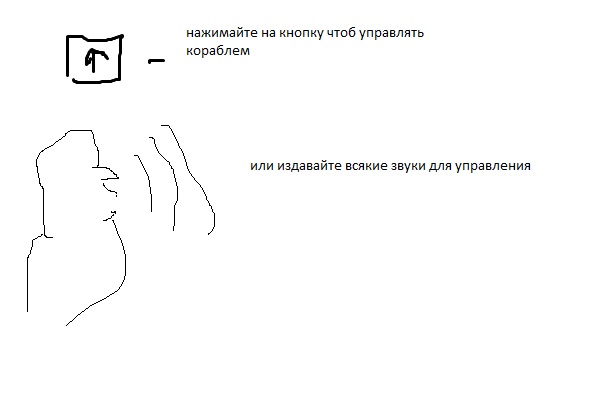 нажимайте на кнопку чтоб управлять
кораблем
или издавайте всякие звуки для управления